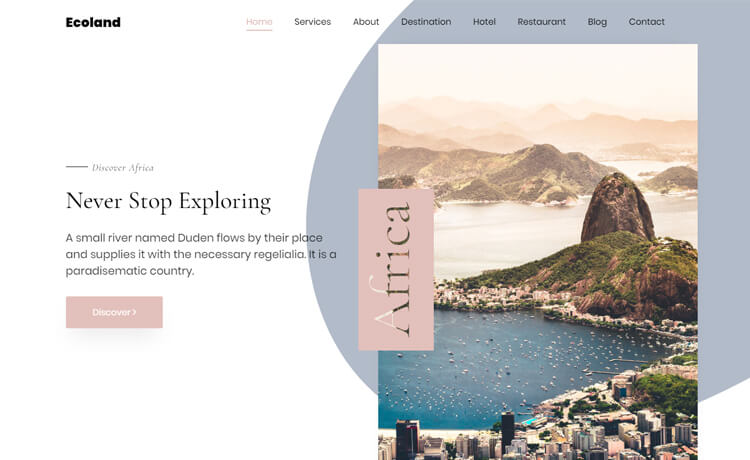 Ecoland
Home Services About Destination Hotel Restaurant Blog Contact
Discover Africa
Never Stop Exploring
A small river named Duden flows by their place
and supplies it with the necessary regelialia. It is a
paradisematic country.
Discover >
Africa